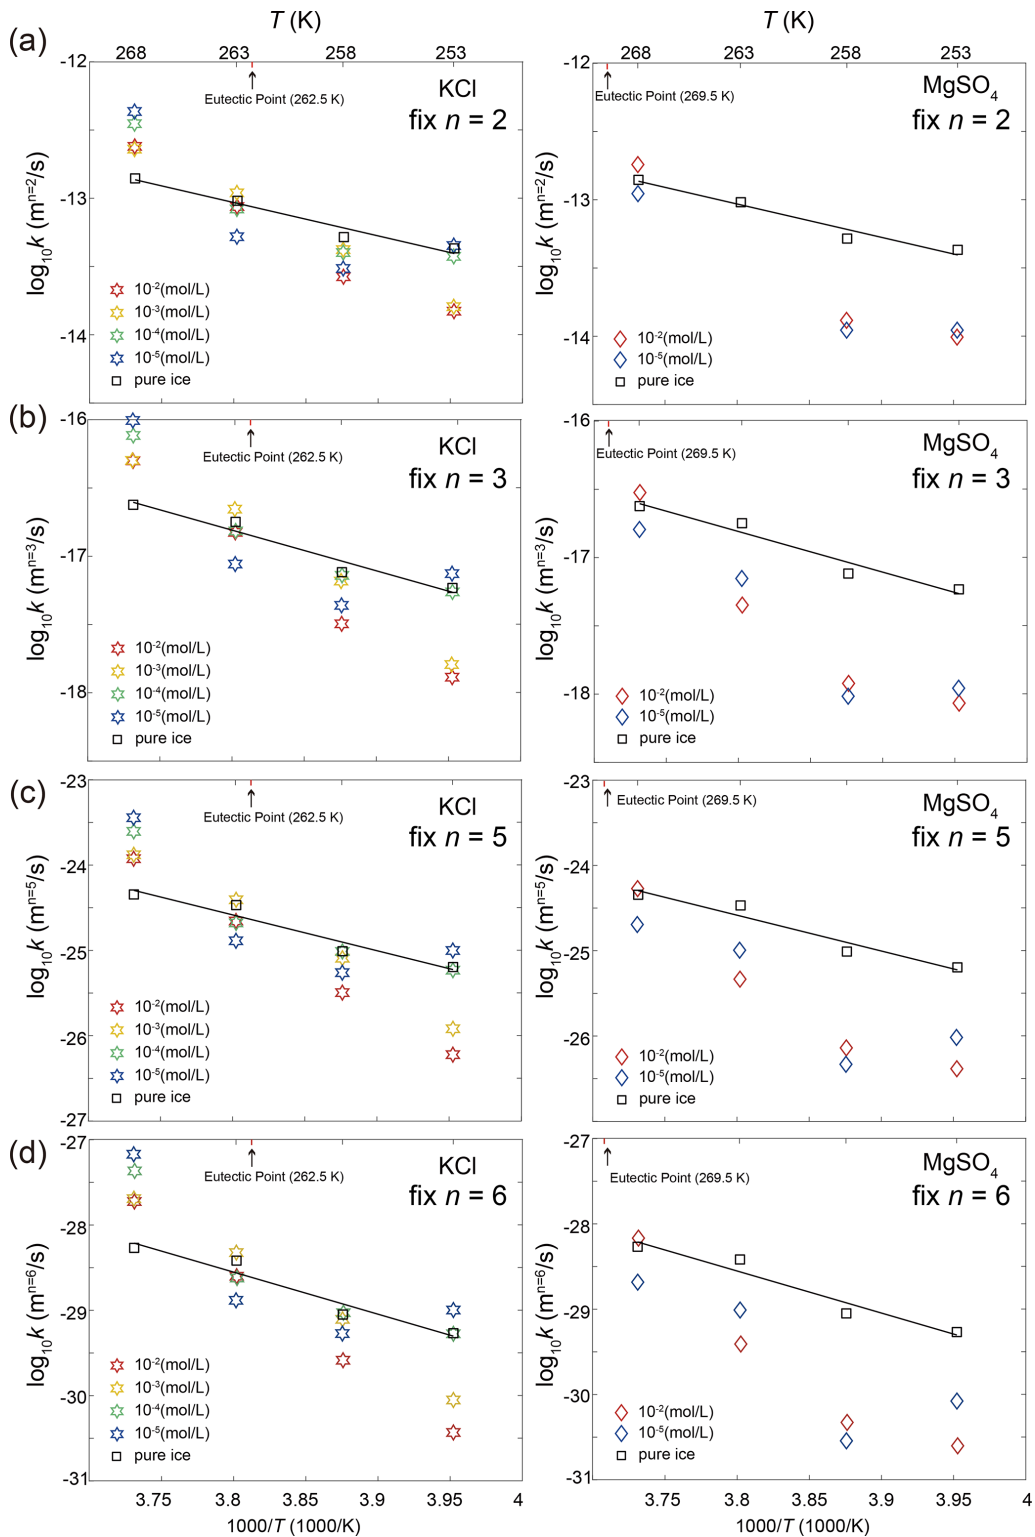 (a)
T (K)
268 263 258 253
-12
-13
-14
log₁₀k (mⁿ⁼²/s)
Eutectic Point (262.5 K)
KCl
fix n = 2
10⁻²(mol/L)
10⁻³(mol/L)
10⁻⁴(mol/L)
10⁻⁵(mol/L)
pure ice
T (K)
268 263 258 253
-12
-13
-14
log₁₀k (mⁿ⁼²/s)
Eutectic Point (269.5 K)
MgSO₄
fix n = 2
10⁻²(mol/L)
10⁻⁵(mol/L)
pure ice
(b)
-16
-17
-18
log₁₀k (mⁿ⁼³/s)
Eutectic Point (262.5 K)
KCl
fix n = 3
10⁻²(mol/L)
10⁻³(mol/L)
10⁻⁴(mol/L)
10⁻⁵(mol/L)
pure ice
-16
-17
-18
log₁₀k (mⁿ⁼³/s)
Eutectic Point (269.5 K)
MgSO₄
fix n = 3
10⁻²(mol/L)
10⁻⁵(mol/L)
pure ice
(c)
-23
-24
-25
-26
-27
log₁₀k (mⁿ⁼⁵/s)
Eutectic Point (262.5 K)
KCl
fix n = 5
10⁻²(mol/L)
10⁻³(mol/L)
10⁻⁴(mol/L)
10⁻⁵(mol/L)
pure ice
-23
-24
-25
-26
log₁₀k (mⁿ⁼⁵/s)
Eutectic Point (269.5 K)
MgSO₄
fix n = 5
10⁻²(mol/L)
10⁻⁵(mol/L)
pure ice
(d)
-27
-28
-29
-30
-31
log₁₀k (mⁿ⁼⁶/s)
Eutectic Point (262.5 K)
KCl
fix n = 6
10⁻²(mol/L)
10⁻³(mol/L)
10⁻⁴(mol/L)
10⁻⁵(mol/L)
pure ice
3.75 3.8 3.85 3.9 3.95 4
1000/T (1000/K)
-27
-28
-29
-30
-31
log₁₀k (mⁿ⁼⁶/s)
Eutectic Point (269.5 K)
MgSO₄
fix n = 6
10⁻²(mol/L)
10⁻⁵(mol/L)
pure ice
3.75 3.8 3.85 3.9 3.95 4
1000/T (1000/K)